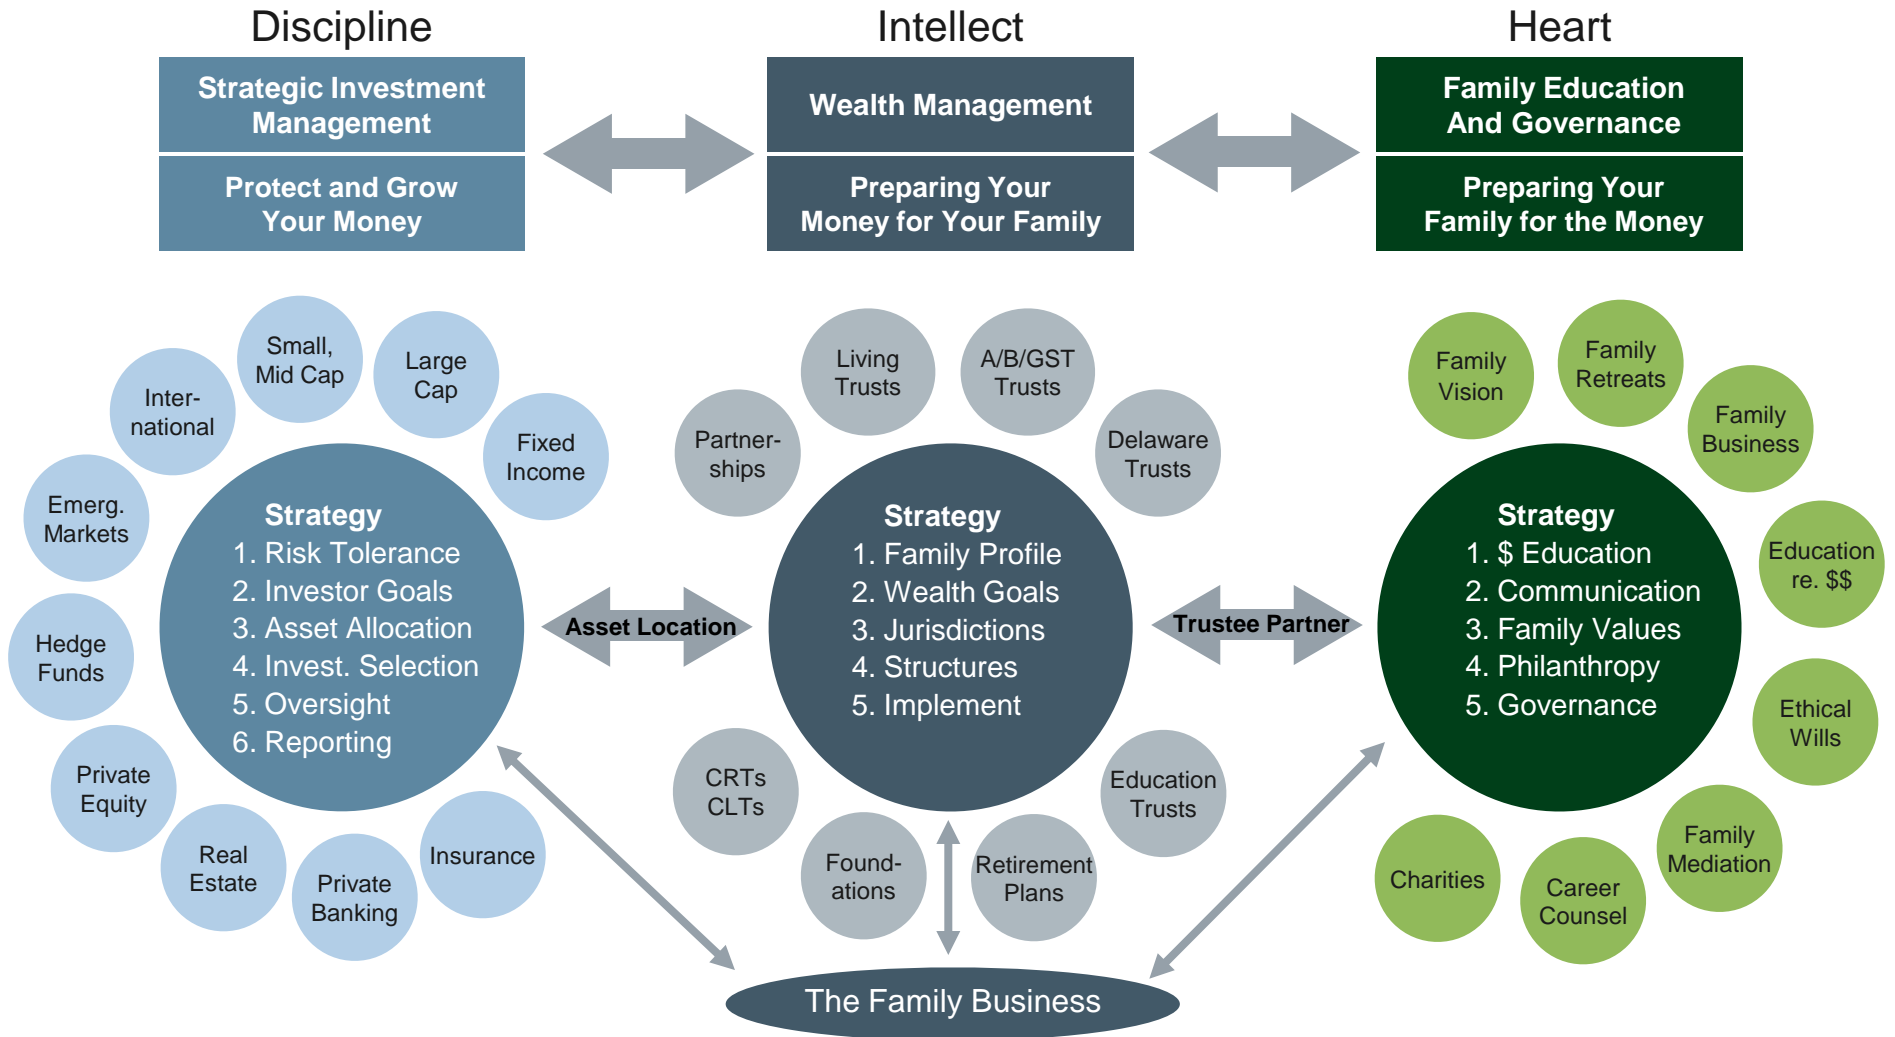 Discipline
Intellect
Heart
Strategic Investment
Management
Protect and Grow
Your Money
Wealth Management
Preparing Your
Money for Your Family
Family Education
And Governance
Preparing Your
Family for the Money
Small,
Mid Cap
Large
Cap
Inter-
national
Fixed
Income
Emerg.
Markets
Hedge
Funds
Private
Equity
Real
Estate
Private
Banking
Insurance
Strategy
1. Risk Tolerance
2. Investor Goals
3. Asset Allocation
4. Invest. Selection
5. Oversight
6. Reporting
Asset Location
Living
Trusts
A/B/GST
Trusts
Partner-
ships
Delaware
Trusts
Strategy
1. Family Profile
2. Wealth Goals
3. Jurisdictions
4. Structures
5. Implement
CRTs
CLTs
Education
Trusts
Found-
ations
Retirement
Plans
Trustee Partner
Family
Vision
Family
Retreats
Family
Business
Education
re. $$
Ethical
Wills
Family
Mediation
Career
Counsel
Charities
Strategy
1. $ Education
2. Communication
3. Family Values
4. Philanthropy
5. Governance
The Family Business